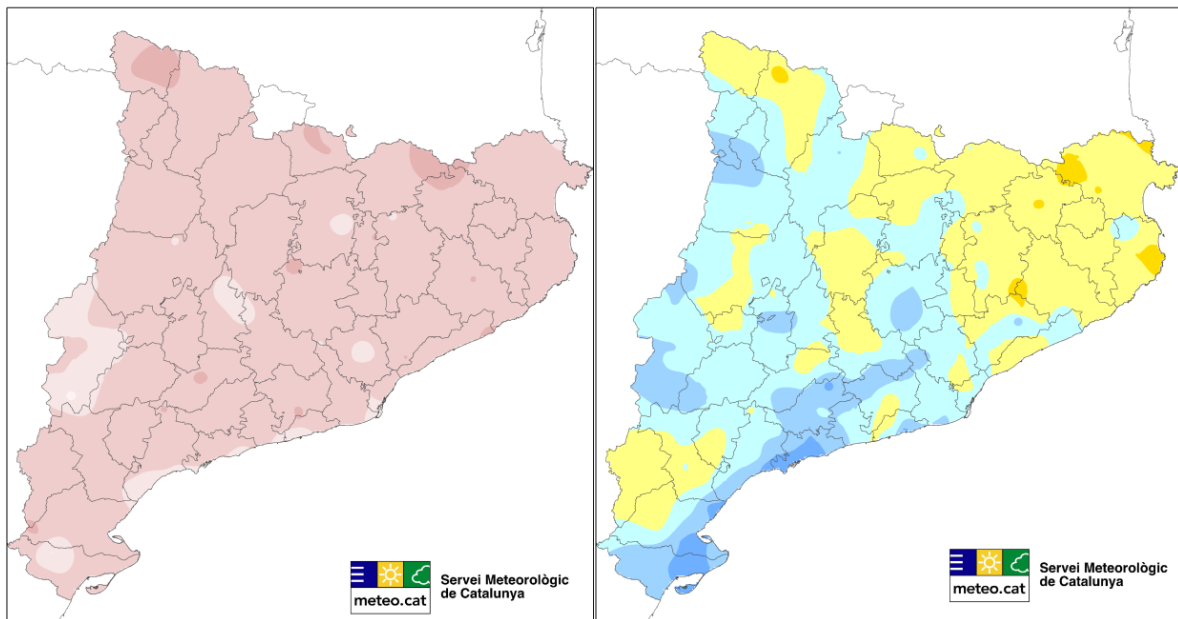 meteo.cat
Servei Meteorològic
de Catalunya
meteo.cat
Servei Meteorològic
de Catalunya